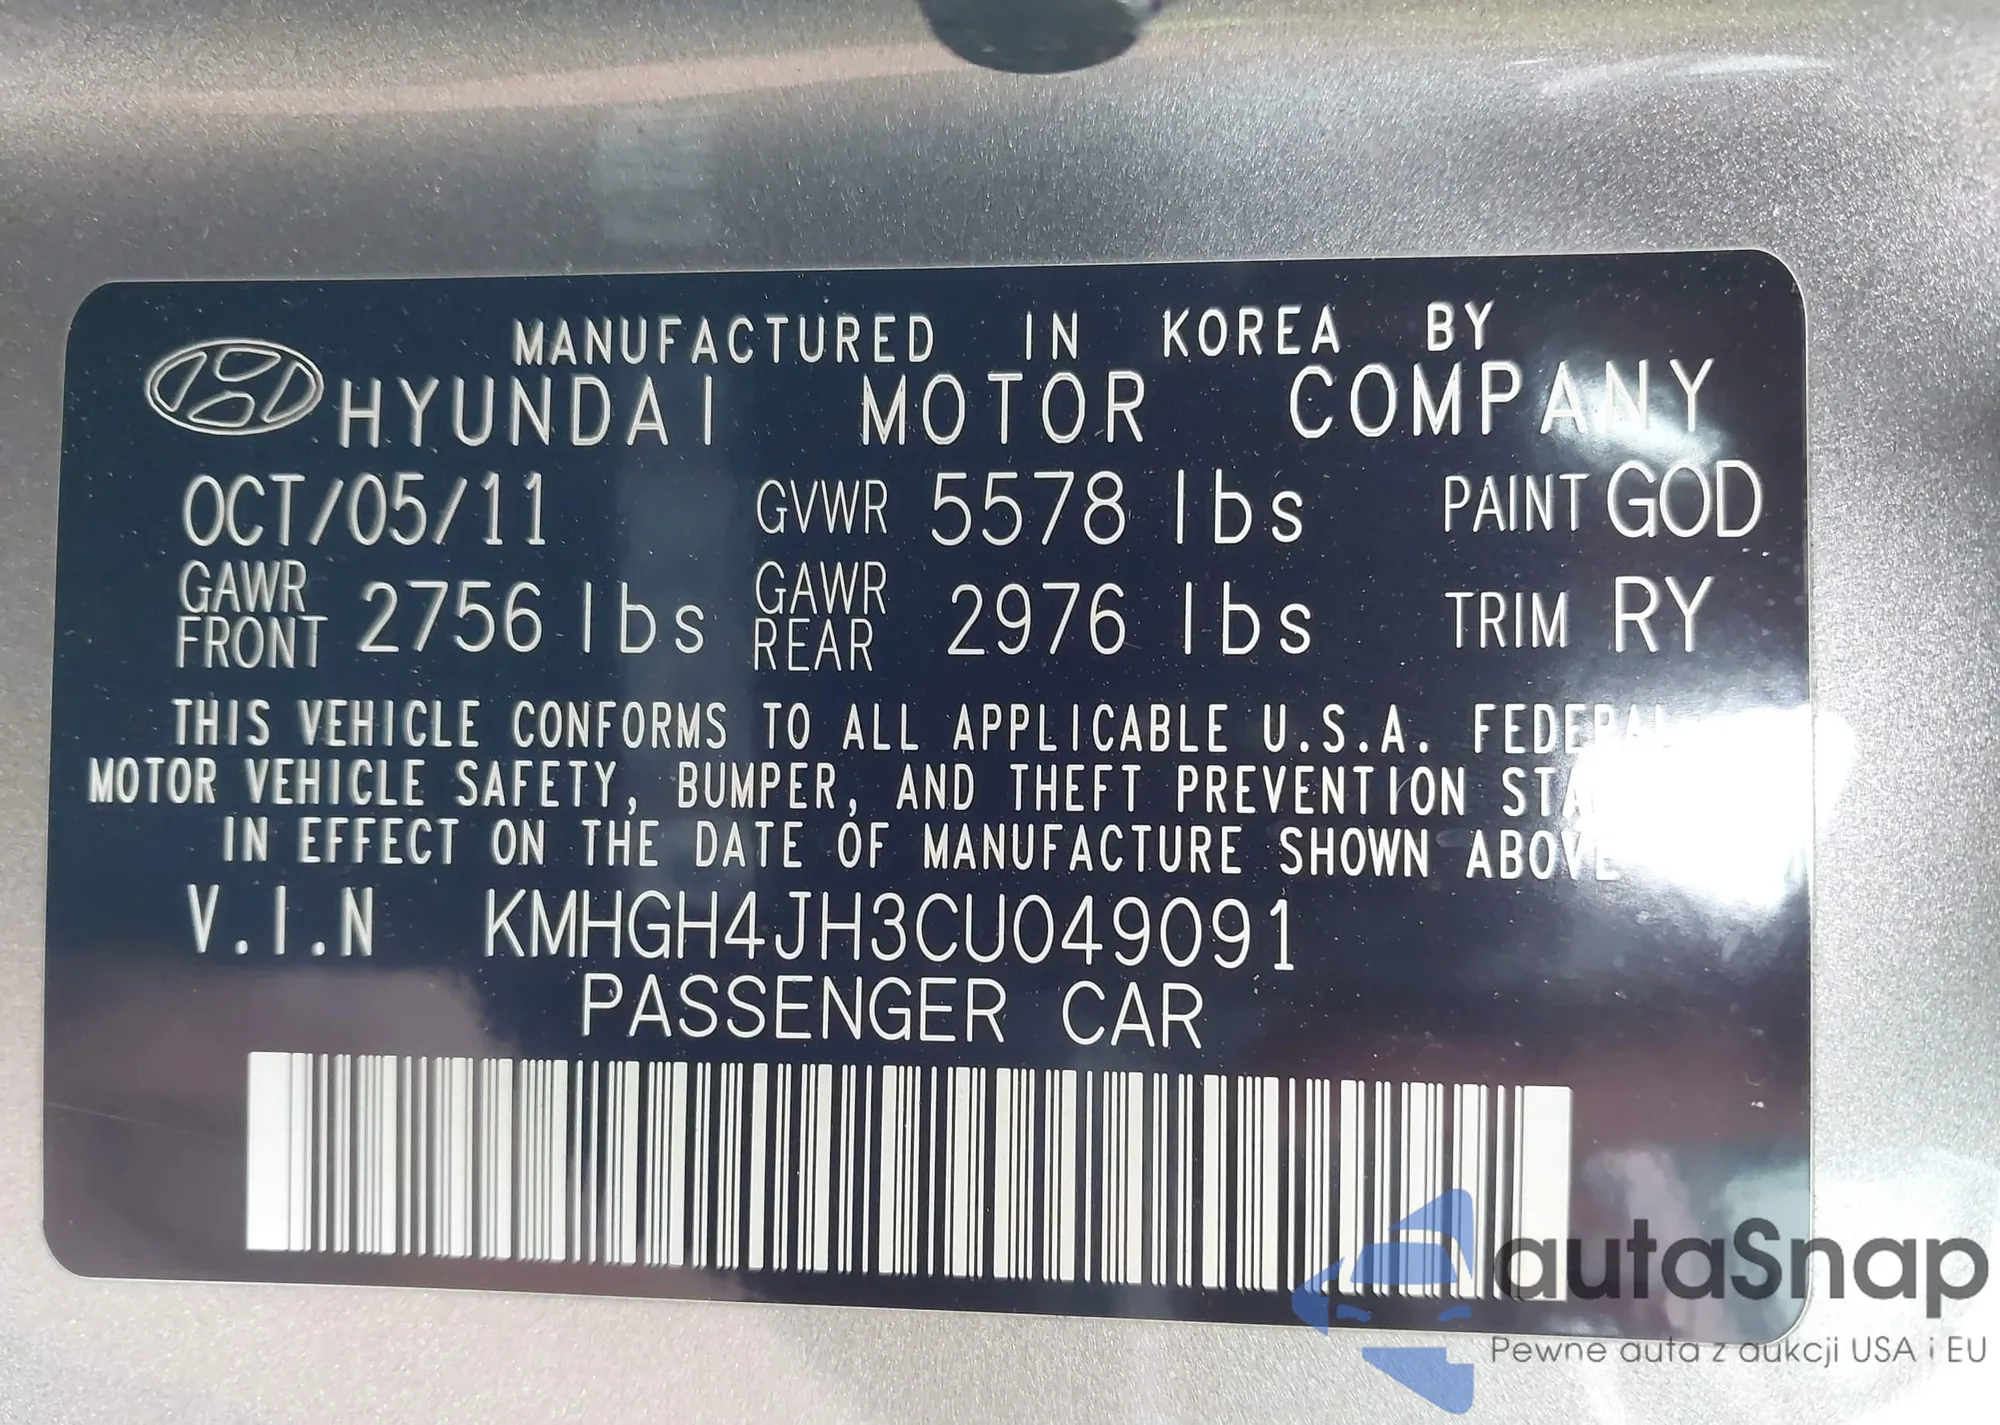 MANUFACTURED IN KOREA BY
HYUNDAI MOTOR COMPANY
OCT/05/11 GVWR 5578 lbs PAINT GOD
GAWR FRONT 2756 lbs GAWR REAR 2976 lbs TRIM RY
THIS VEHICLE CONFORMS TO ALL APPLICABLE U.S.A. FEDERAL
MOTOR VEHICLE SAFETY, BUMPER, AND THEFT PREVENTION
IN EFFECT ON THE DATE OF MANUFACTURE SHOWN ABOVE
V.I.N KMHGH4JH3CU049091
PASSENGER CAR
autaSnap
Pewne auta z aukcji USA i EU